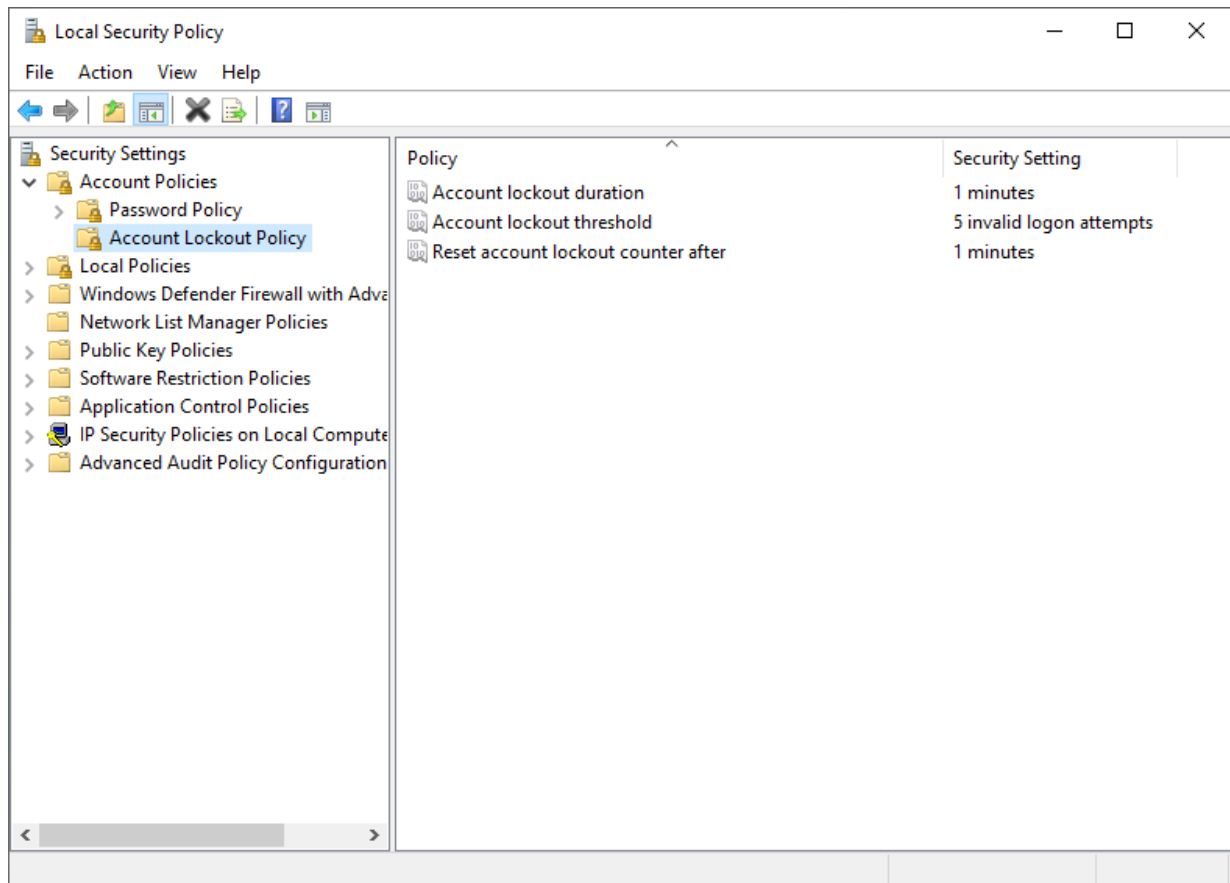 Local Security Policy
File Action View Help
Security Settings
Account Policies
Password Policy
Account Lockout Policy
Local Policies
Windows Defender Firewall with Adva
Network List Manager Policies
Public Key Policies
Software Restriction Policies
Application Control Policies
IP Security Policies on Local Compute
Advanced Audit Policy Configuration
Policy Security Setting
Account lockout duration 1 minutes
Account lockout threshold 5 invalid logon attempts
Reset account lockout counter after 1 minutes